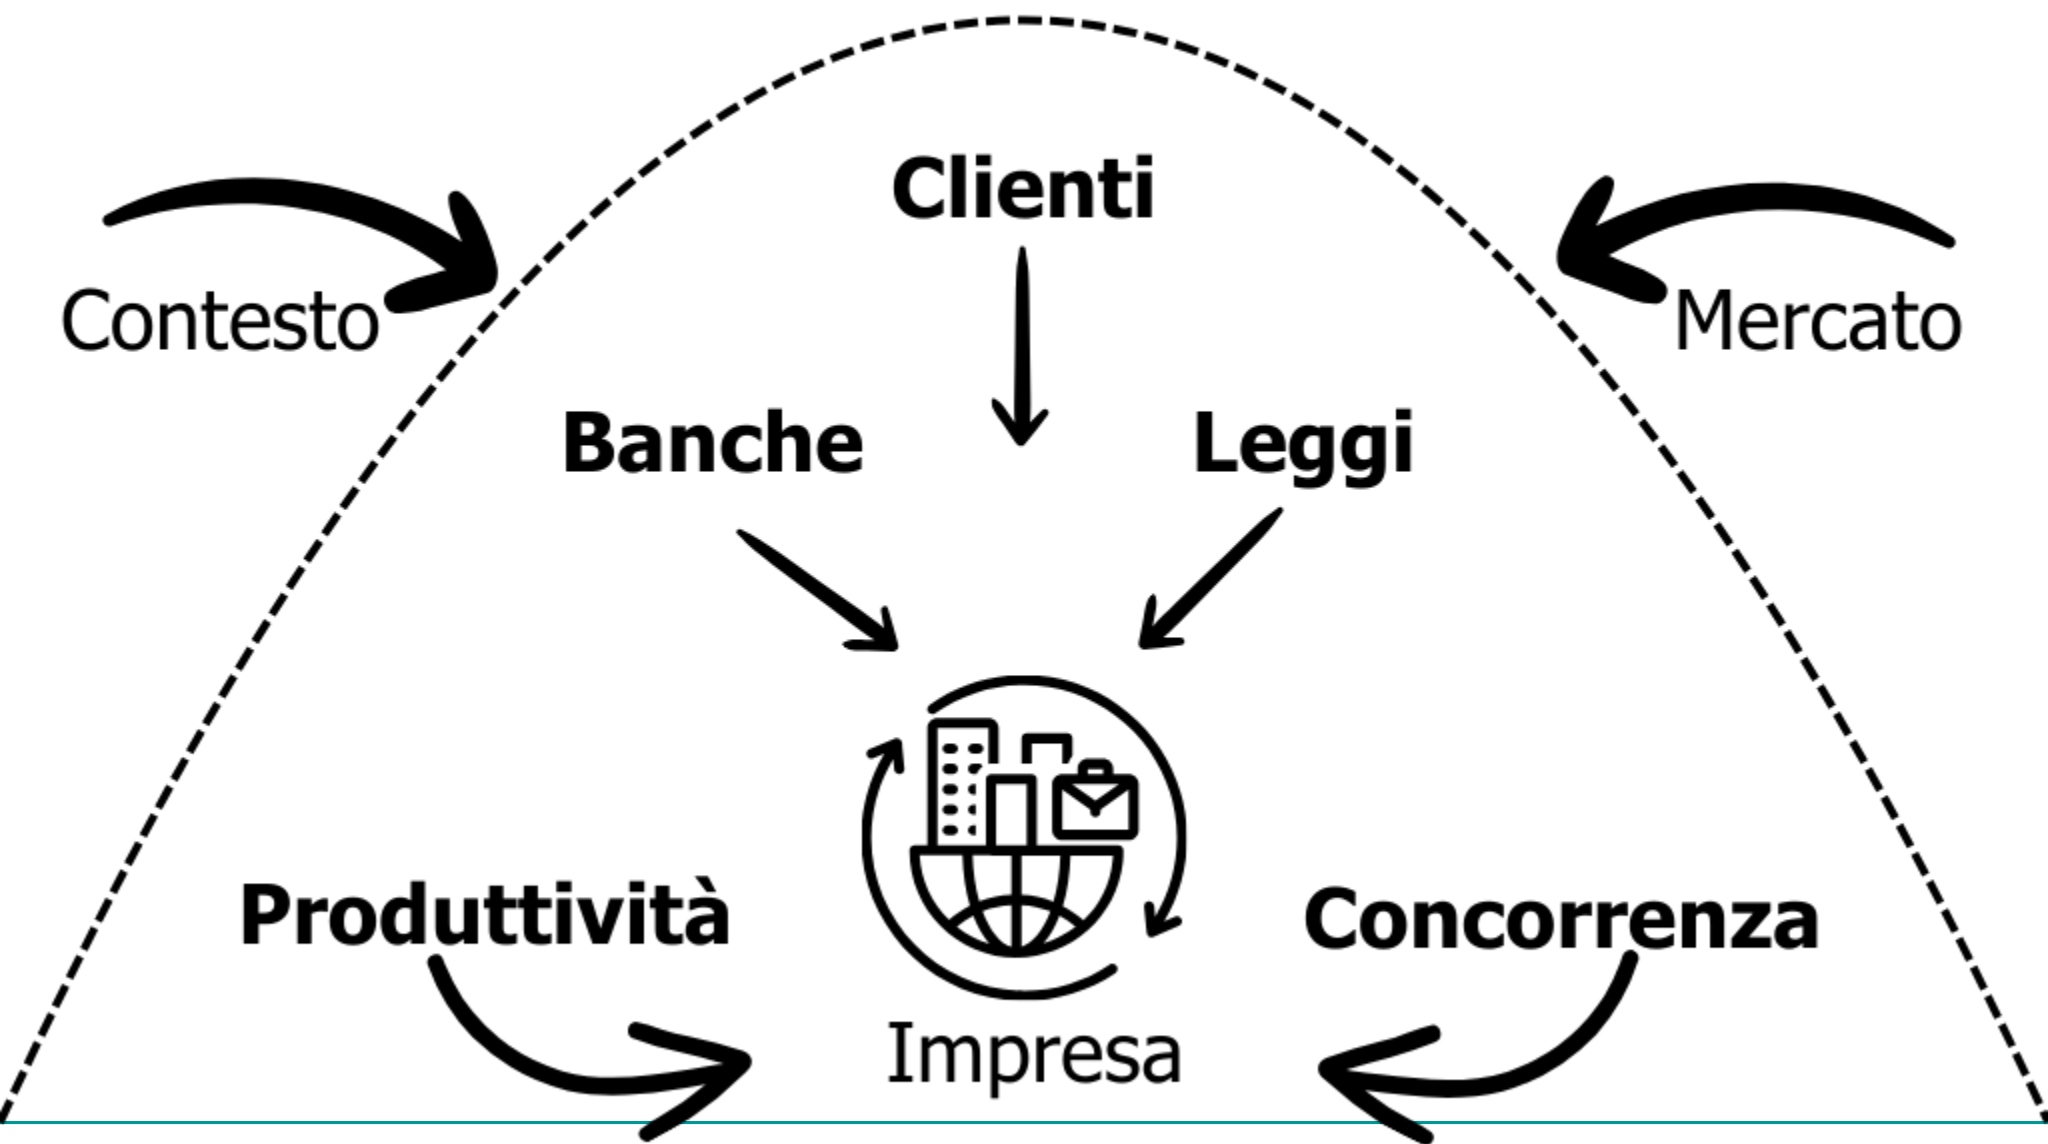 Clienti
Contesto
Mercato
Banche
Leggi
Produttività
Concorrenza
Impresa